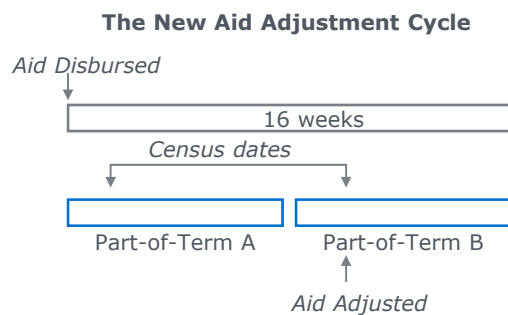 The New Aid Adjustment Cycle
Aid Disbursed
16 weeks
Census dates
Part-of-Term A
Part-of-Term B
Aid Adjusted